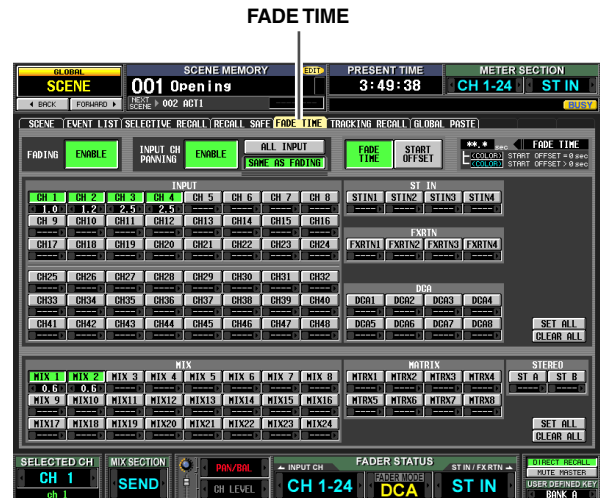 FADE TIME
GLOBAL SCENE MEMORY EDIT PRESENT TIME METER SECTION
SCENE 001 Opening 3:49:38 CH 1-24 ST IN
BACK FORWARD NEXT SCENE 002 ACT1 BUSY
SCENE EVENT LIST SELECTIVE RECALL RECALL SAFE FADE TIME TRACKING RECALL GLOBAL PASTE
FADING ENABLE INPUT CH PANNING ENABLE ALL INPUT SAME AS FADING FADE TIME START OFFSET **.* sec FADE TIME
(COLOR) START OFFSET = 0 sec
(COLOR) START OFFSET > 0 sec
INPUT ST IN
CH 1 CH 2 CH 3 CH 4 CH 5 CH 6 CH 7 CH 8 STIN1 STIN2 STIN3 STIN4
1.0 1.2 2.5 2.5 ---- ---- ---- ---- ---- ---- ---- ----
CH 9 CH10 CH11 CH12 CH13 CH14 CH15 CH16
---- ---- ---- ---- ---- ---- ---- ----
FXRTN
CH17 CH18 CH19 CH20 CH21 CH22 CH23 CH24 FXRTN1 FXRTN2 FXRTN3 FXRTN4
---- ---- ---- ---- ---- ---- ---- ---- ---- ---- ---- ----
CH25 CH26 CH27 CH28 CH29 CH30 CH31 CH32
---- ---- ---- ---- ---- ---- ---- ----
DCA
CH33 CH34 CH35 CH36 CH37 CH38 CH39 CH40 DCA1 DCA2 DCA3 DCA4
---- ---- ---- ---- ---- ---- ---- ---- ---- ---- ---- ----
CH41 CH42 CH43 CH44 CH45 CH46 CH47 CH48 DCA5 DCA6 DCA7 DCA8 SET ALL
---- ---- ---- ---- ---- ---- ---- ---- ---- ---- ---- ---- CLEAR ALL
MIX MATRIX STEREO
MIX 1 MIX 2 MIX 3 MIX 4 MIX 5 MIX 6 MIX 7 MIX 8 MTRX1 MTRX2 MTRX3 MTRX4 ST A ST B
0.6 0.6 ---- ---- ---- ---- ---- ---- ---- ---- ---- ---- ---- ----
MIX 9 MIX10 MIX11 MIX12 MIX13 MIX14 MIX15 MIX16 MTRX5 MTRX6 MTRX7 MTRX8
---- ---- ---- ---- ---- ---- ---- ---- ---- ---- ---- ----
MIX17 MIX18 MIX19 MIX20 MIX21 MIX22 MIX23 MIX24 SET ALL
---- ---- ---- ---- ---- ---- ---- ---- CLEAR ALL
SELECTED CH MIX SECTION PAN/BAL INPUT CH FADER STATUS ST IN / FX RTN DIRECT RECALL
MUTE MASTER
CH 1 SEND CH LEVEL CH 1-24 FADER MODE DCA ST IN USER DEFINED KEY
ch 1 BANK A